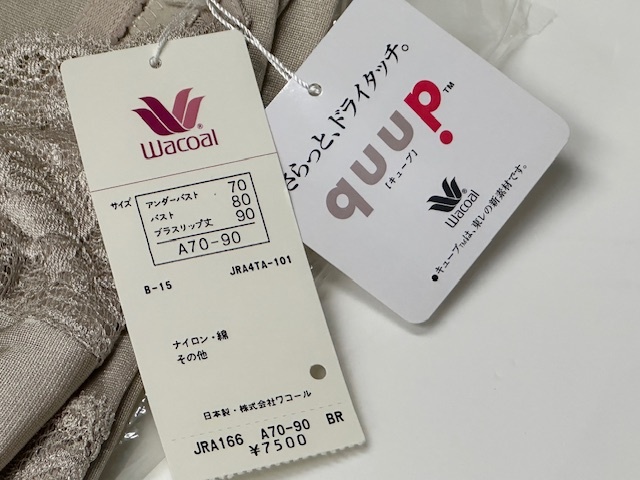 Wacoal
サイズ
アンダーバスト 70
バスト 80
ブラスリップ丈 90
A70-90
B-15 JRA4TA-101
ナイロン・綿
その他
日本製・株式会社ワコール
JRA166 A70-90 BR
¥7500
さらっと、ドライタッチ。
quup™
[キュープ]
Wacoal
●キュープ™は、東レの新素材です。